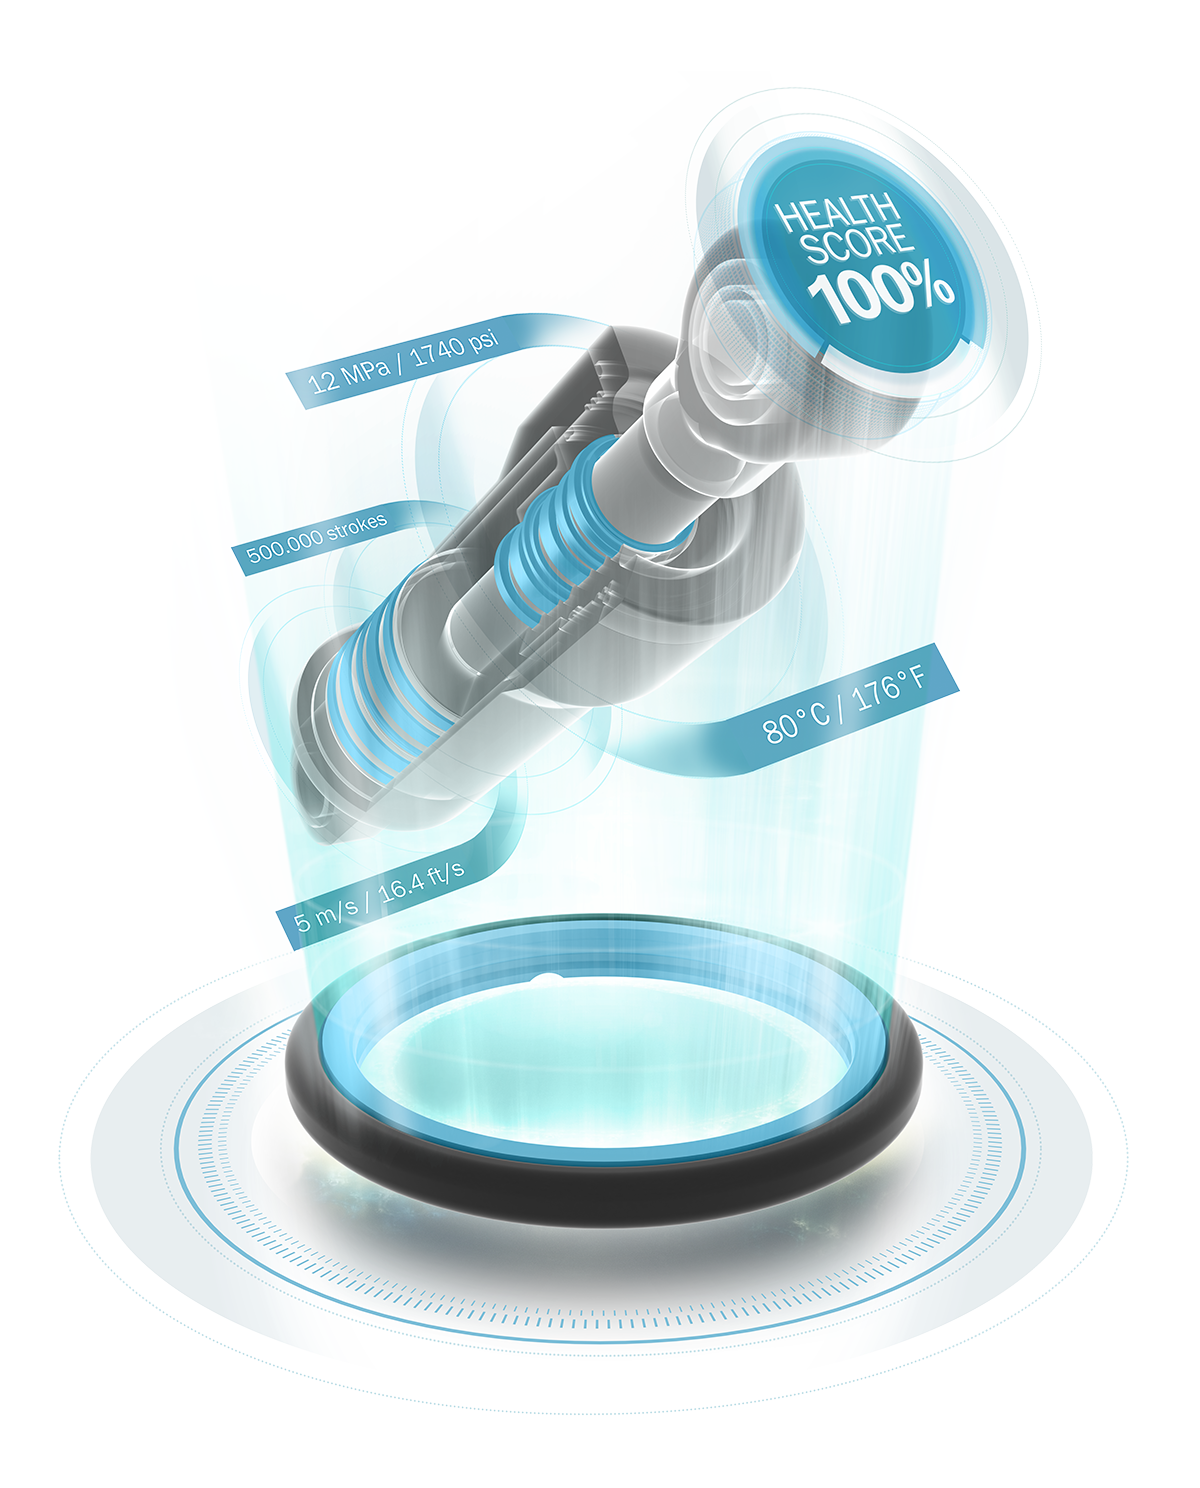 HEALTH
SCORE
100%
12 MPa / 1740 psi
500.000 strokes
80°C / 176°F
5 m/s / 16.4 ft/s